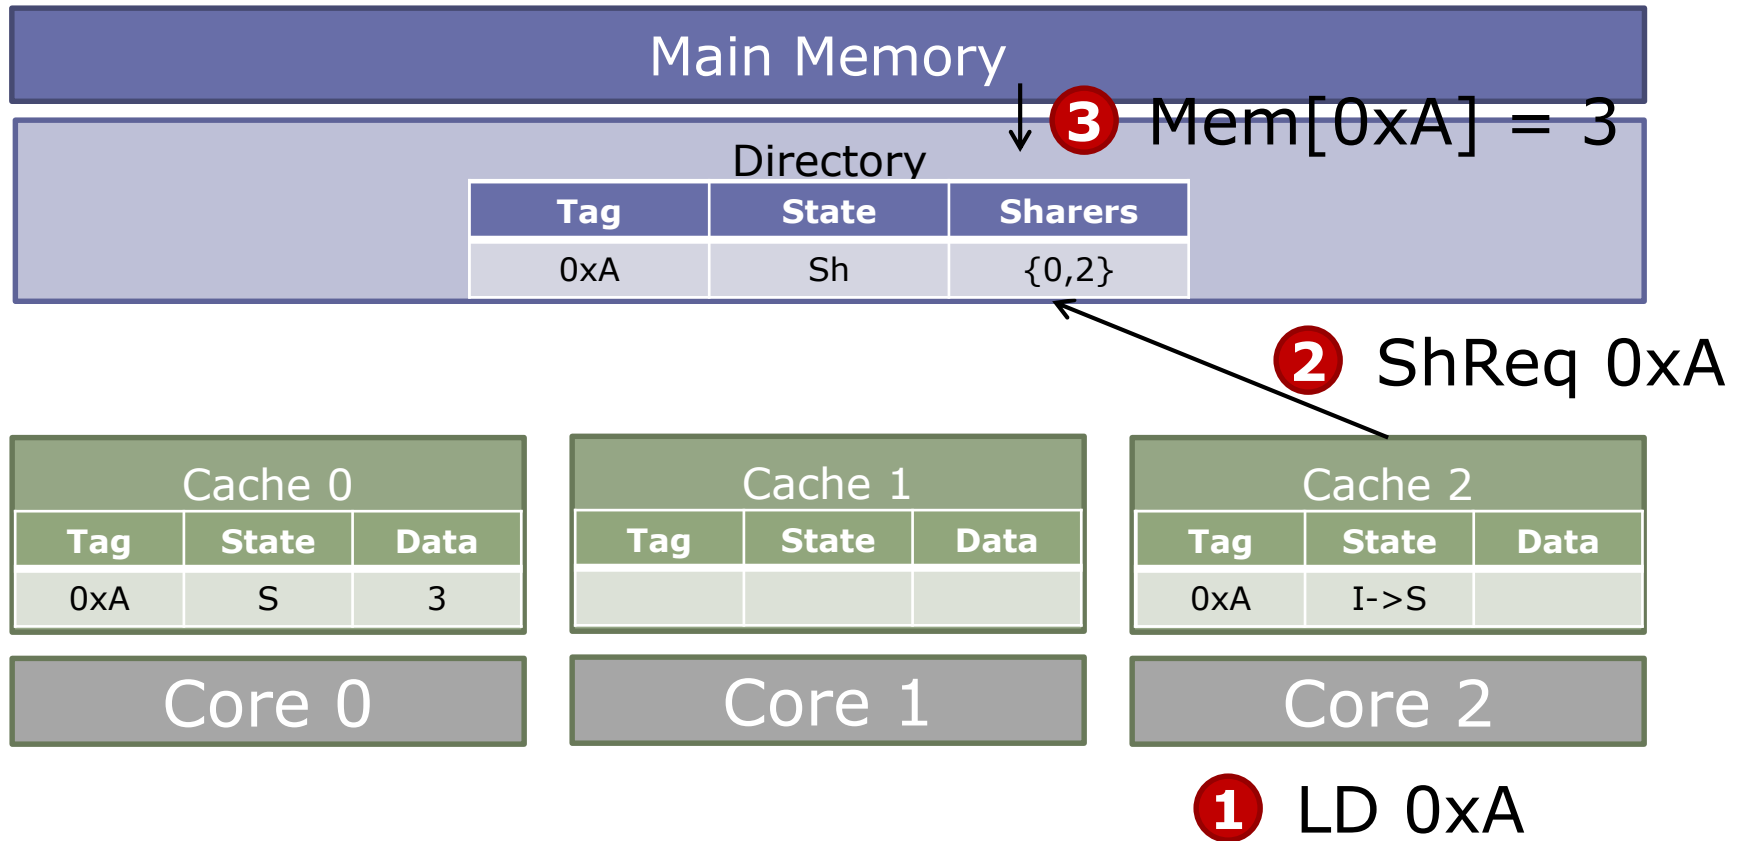 Main Memory
3 Mem[0xA] = 3
Directory
Tag State Sharers
0xA Sh {0,2}
2 ShReq 0xA
Cache 0 Cache 1 Cache 2
Tag State Data Tag State Data Tag State Data
0xA S 3 0xA I->S
Core 0 Core 1 Core 2
1 LD 0xA